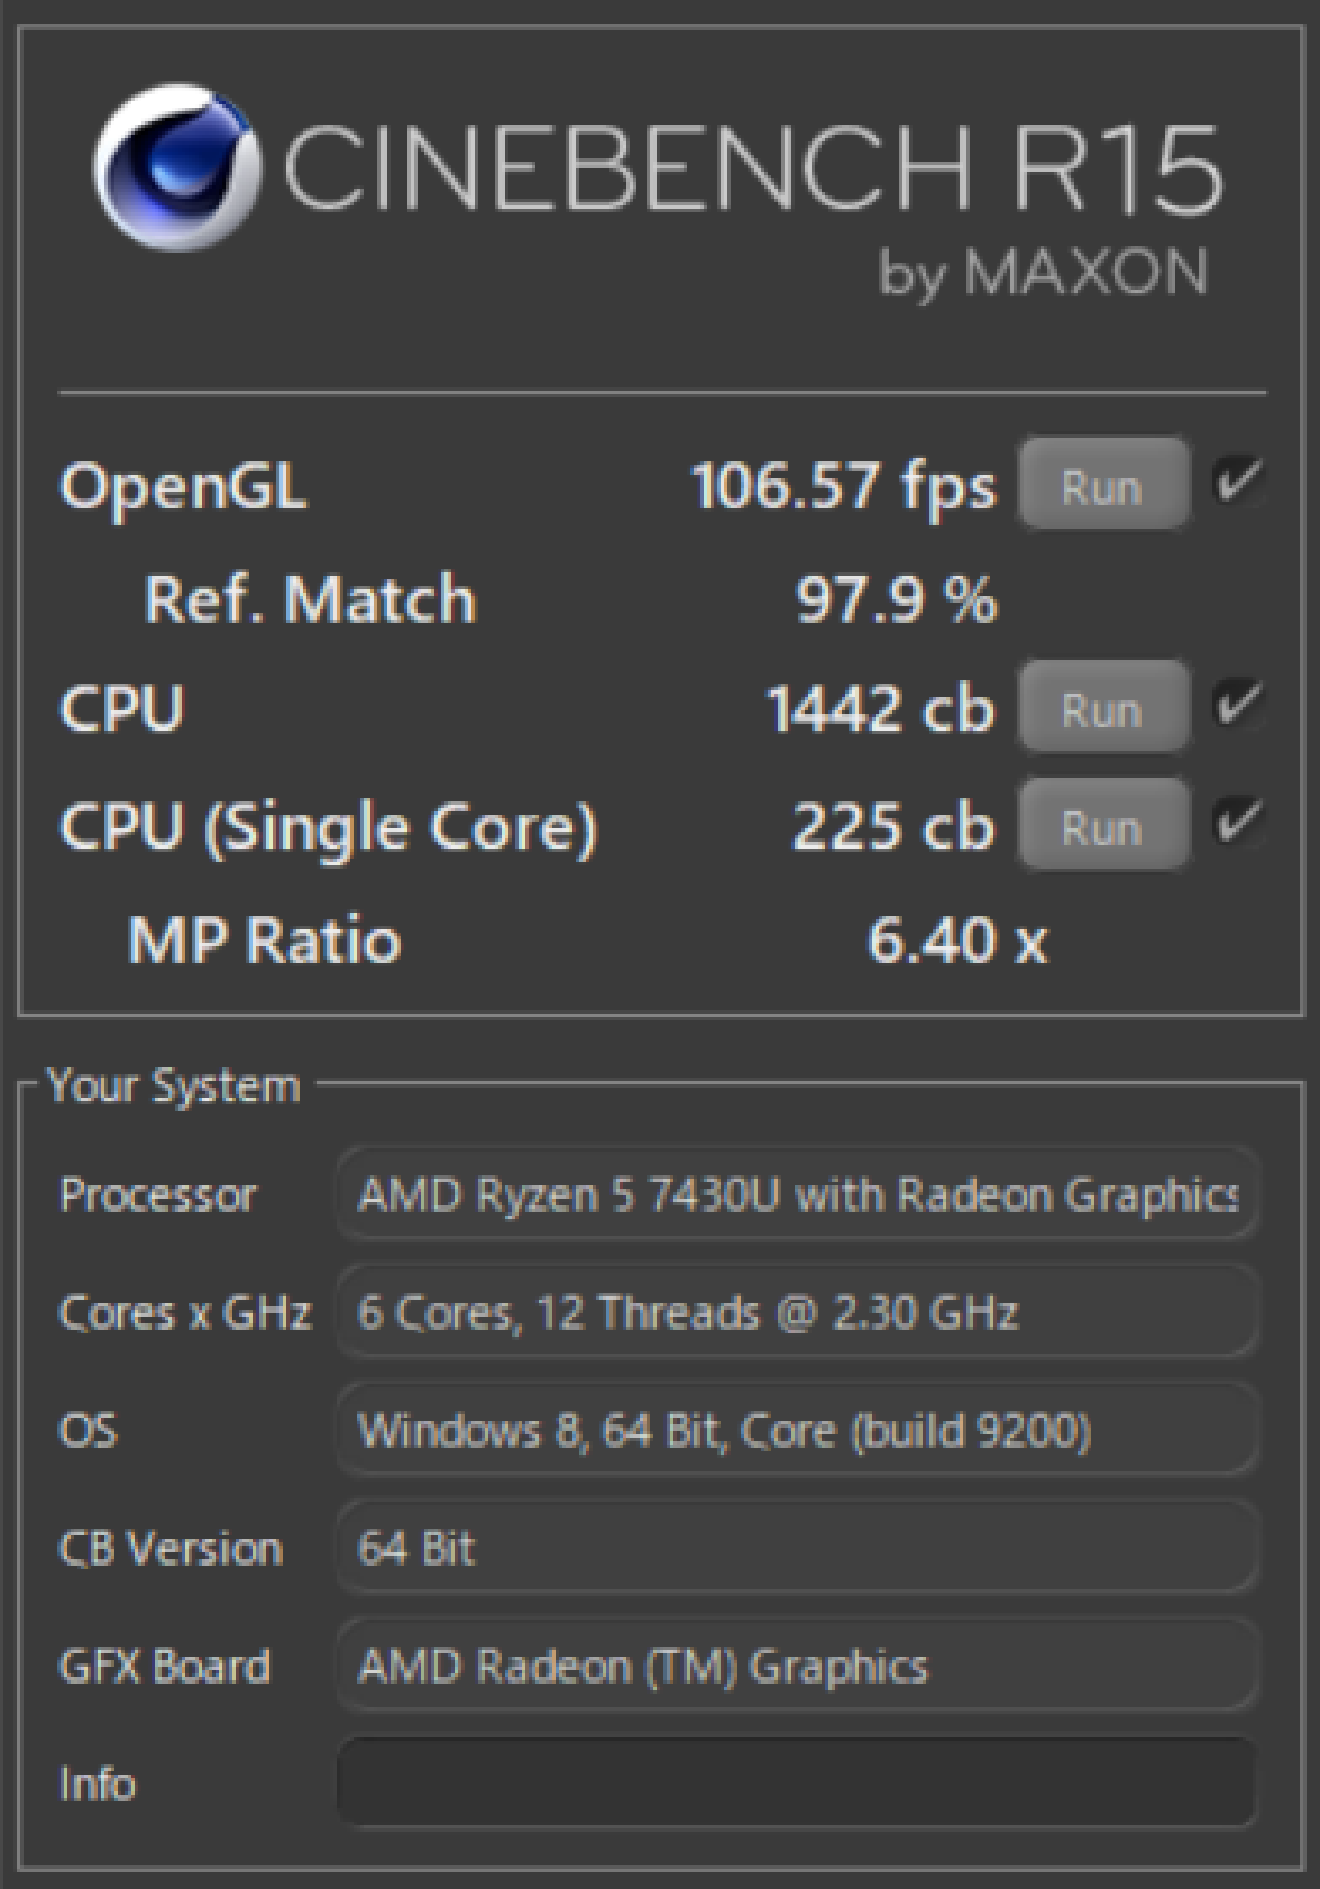 CINEBENCH R15
by MAXON
OpenGL 106.57 fps Run
Ref. Match 97.9 %
CPU 1442 cb Run
CPU (Single Core) 225 cb Run
MP Ratio 6.40 x
Your System
Processor AMD Ryzen 5 7430U with Radeon Graphics
Cores x GHz 6 Cores, 12 Threads @ 2.30 GHz
OS Windows 8, 64 Bit, Core (build 9200)
CB Version 64 Bit
GFX Board AMD Radeon (TM) Graphics
Info